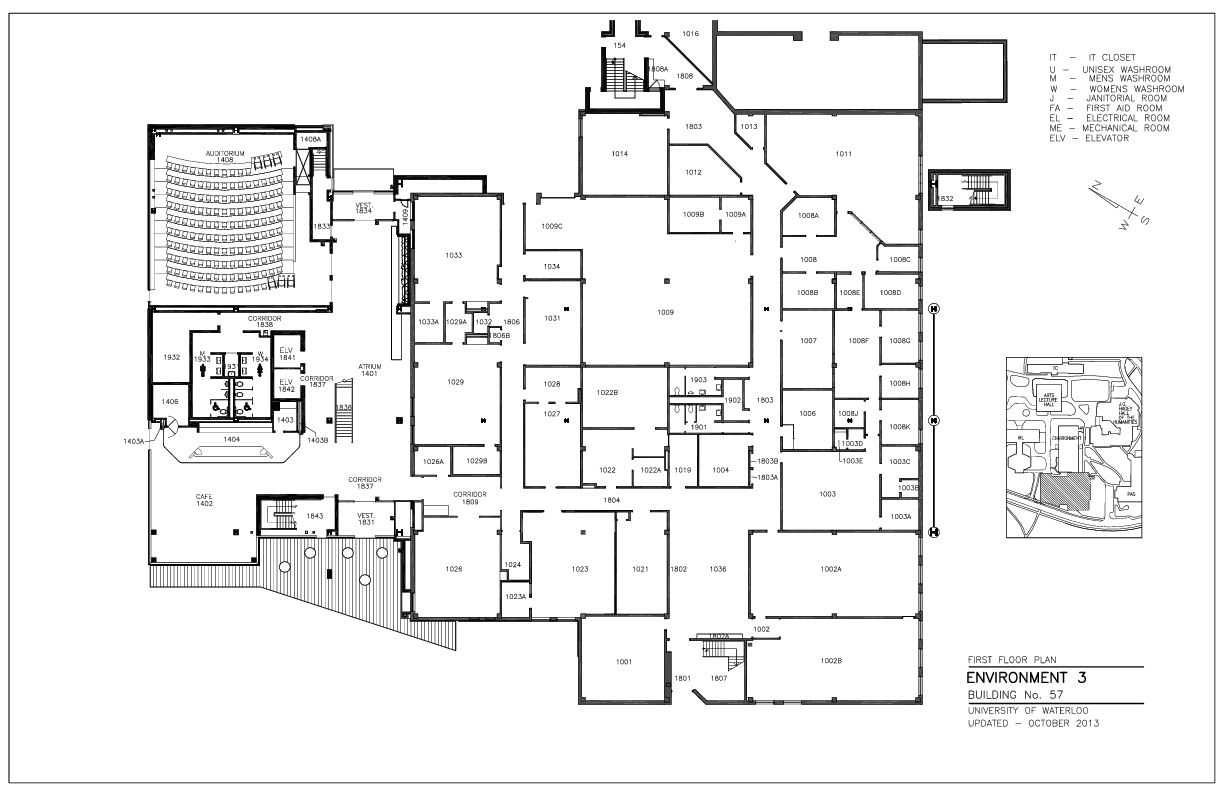 154
1016
1808A
1808
IT – IT CLOSET
U – UNISEX WASHROOM
M – MENS WASHROOM
W – WOMENS WASHROOM
J – JANITORIAL ROOM
FA – FIRST AID ROOM
EL – ELECTRICAL ROOM
ME – MECHANICAL ROOM
ELV – ELEVATOR
1803
1013
1408A
AUDITORIUM
1408
1014
1011
1012
N
E
W
S
VEST.
1834
1409
1832
1833
1009B
1009A
1008A
1009C
1033
1034
1008
1008C
1008B
1008E
1008D
1031
1009
CORRIDOR
1838
1033A
1029A
1032
1806
1806B
1932
M
1933
1931
W
1934
ELV
1841
ATRIUM
1401
1007
1008F
1008G
ELV
1842
CORRIDOR
1837
1029
1028
1027
1022B
1903
1902
1803
1008H
TC
ARTS
LECTURE
HALL
J.G.
HAGEY
HALL
OF THE
HUMANITIES
ML
ENVIRONMENT
PAS
1406
1403
1836
1901
1006
1008J
1008K
1403A
1404
1403B
1003D
1003E
1026A
1029B
1022
1022A
1019
1004
1803B
1803A
1003C
1003B
1003A
1003
CORRIDOR
1837
CAFE
1402
CORRIDOR
1809
1804
1843
VEST.
1831
1026
1024
1023
1023A
1021
1802
1036
1002A
1002
1802A
1001
1801
1807
1002B
FIRST FLOOR PLAN
ENVIRONMENT 3
BUILDING No. 57
UNIVERSITY OF WATERLOO
UPDATED – OCTOBER 2013